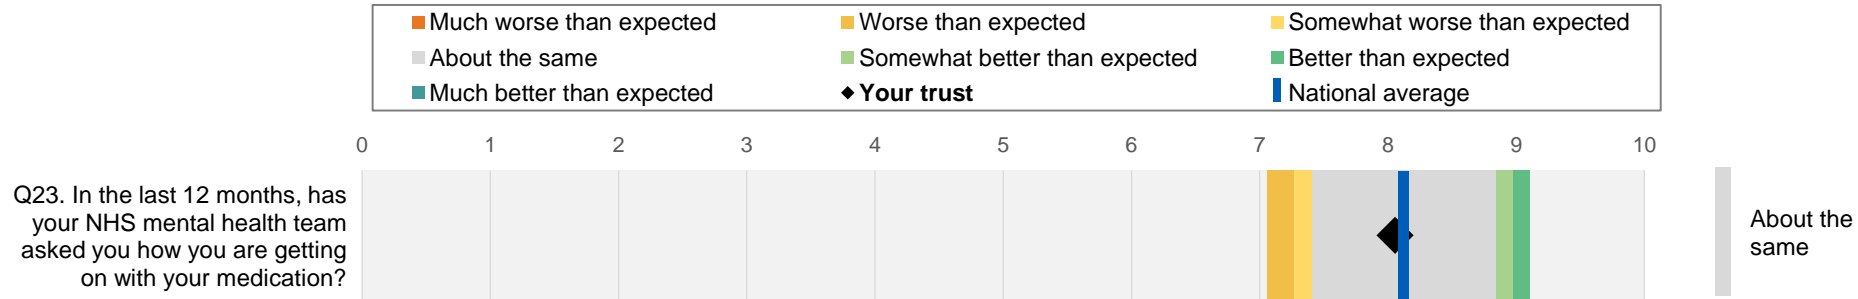 Much worse than expected
Worse than expected
Somewhat worse than expected
About the same
Somewhat better than expected
Better than expected
Much better than expected
Your trust
National average
0 1 2 3 4 5 6 7 8 9 10
Q23. In the last 12 months, has
your NHS mental health team
asked you how you are getting
on with your medication?
About the
same